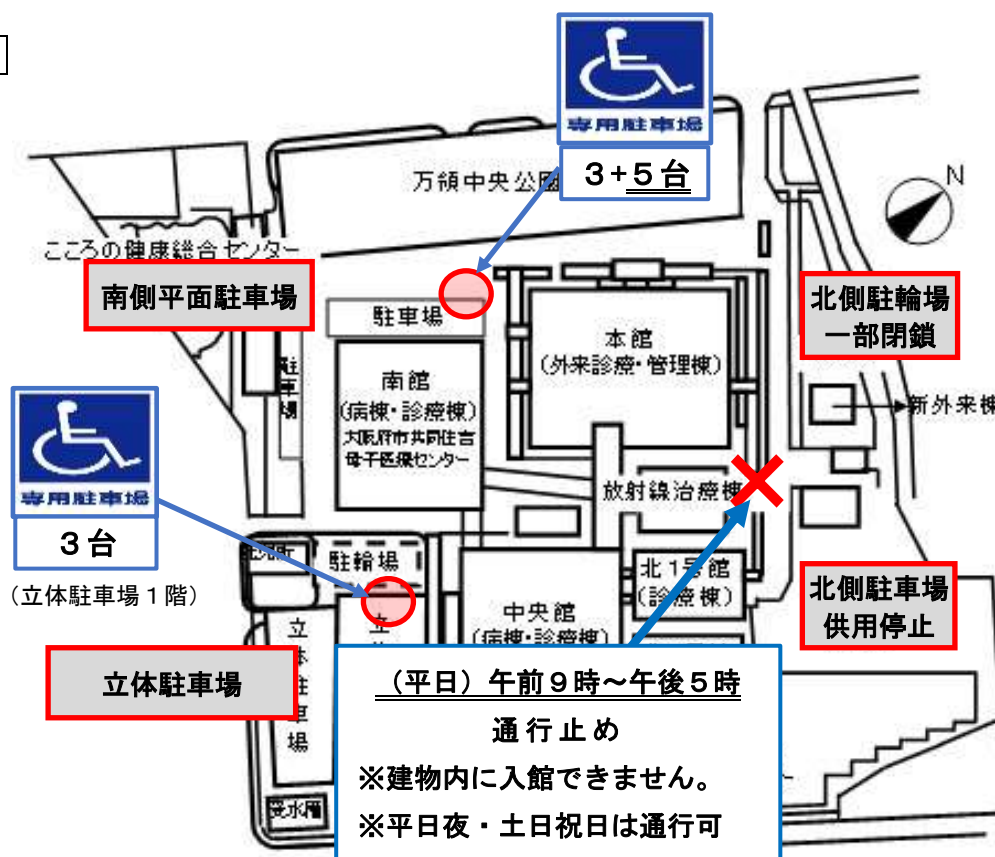 専用駐車場
3+5台
万領中央公園
N
こころの健康総合センター
南側平面駐車場
北側駐輪場
一部閉鎖
駐車場
本館
(外来診療・管理棟)
駐車場
南館
(病棟・診療棟)
大阪府市共同住吉
母子医療センター
新外来棟
専用駐車場
3台
(立体駐車場1階)
放射線治療棟
駐輪場
北1号館
(診療棟)
北側駐車場
供用停止
中央館
(病棟・診療棟)
立体駐車場
立体駐車場
(平日)午前9時~午後5時
通行止め
※建物内に入館できません。
※平日夜・土日祝日は通行可
受水層